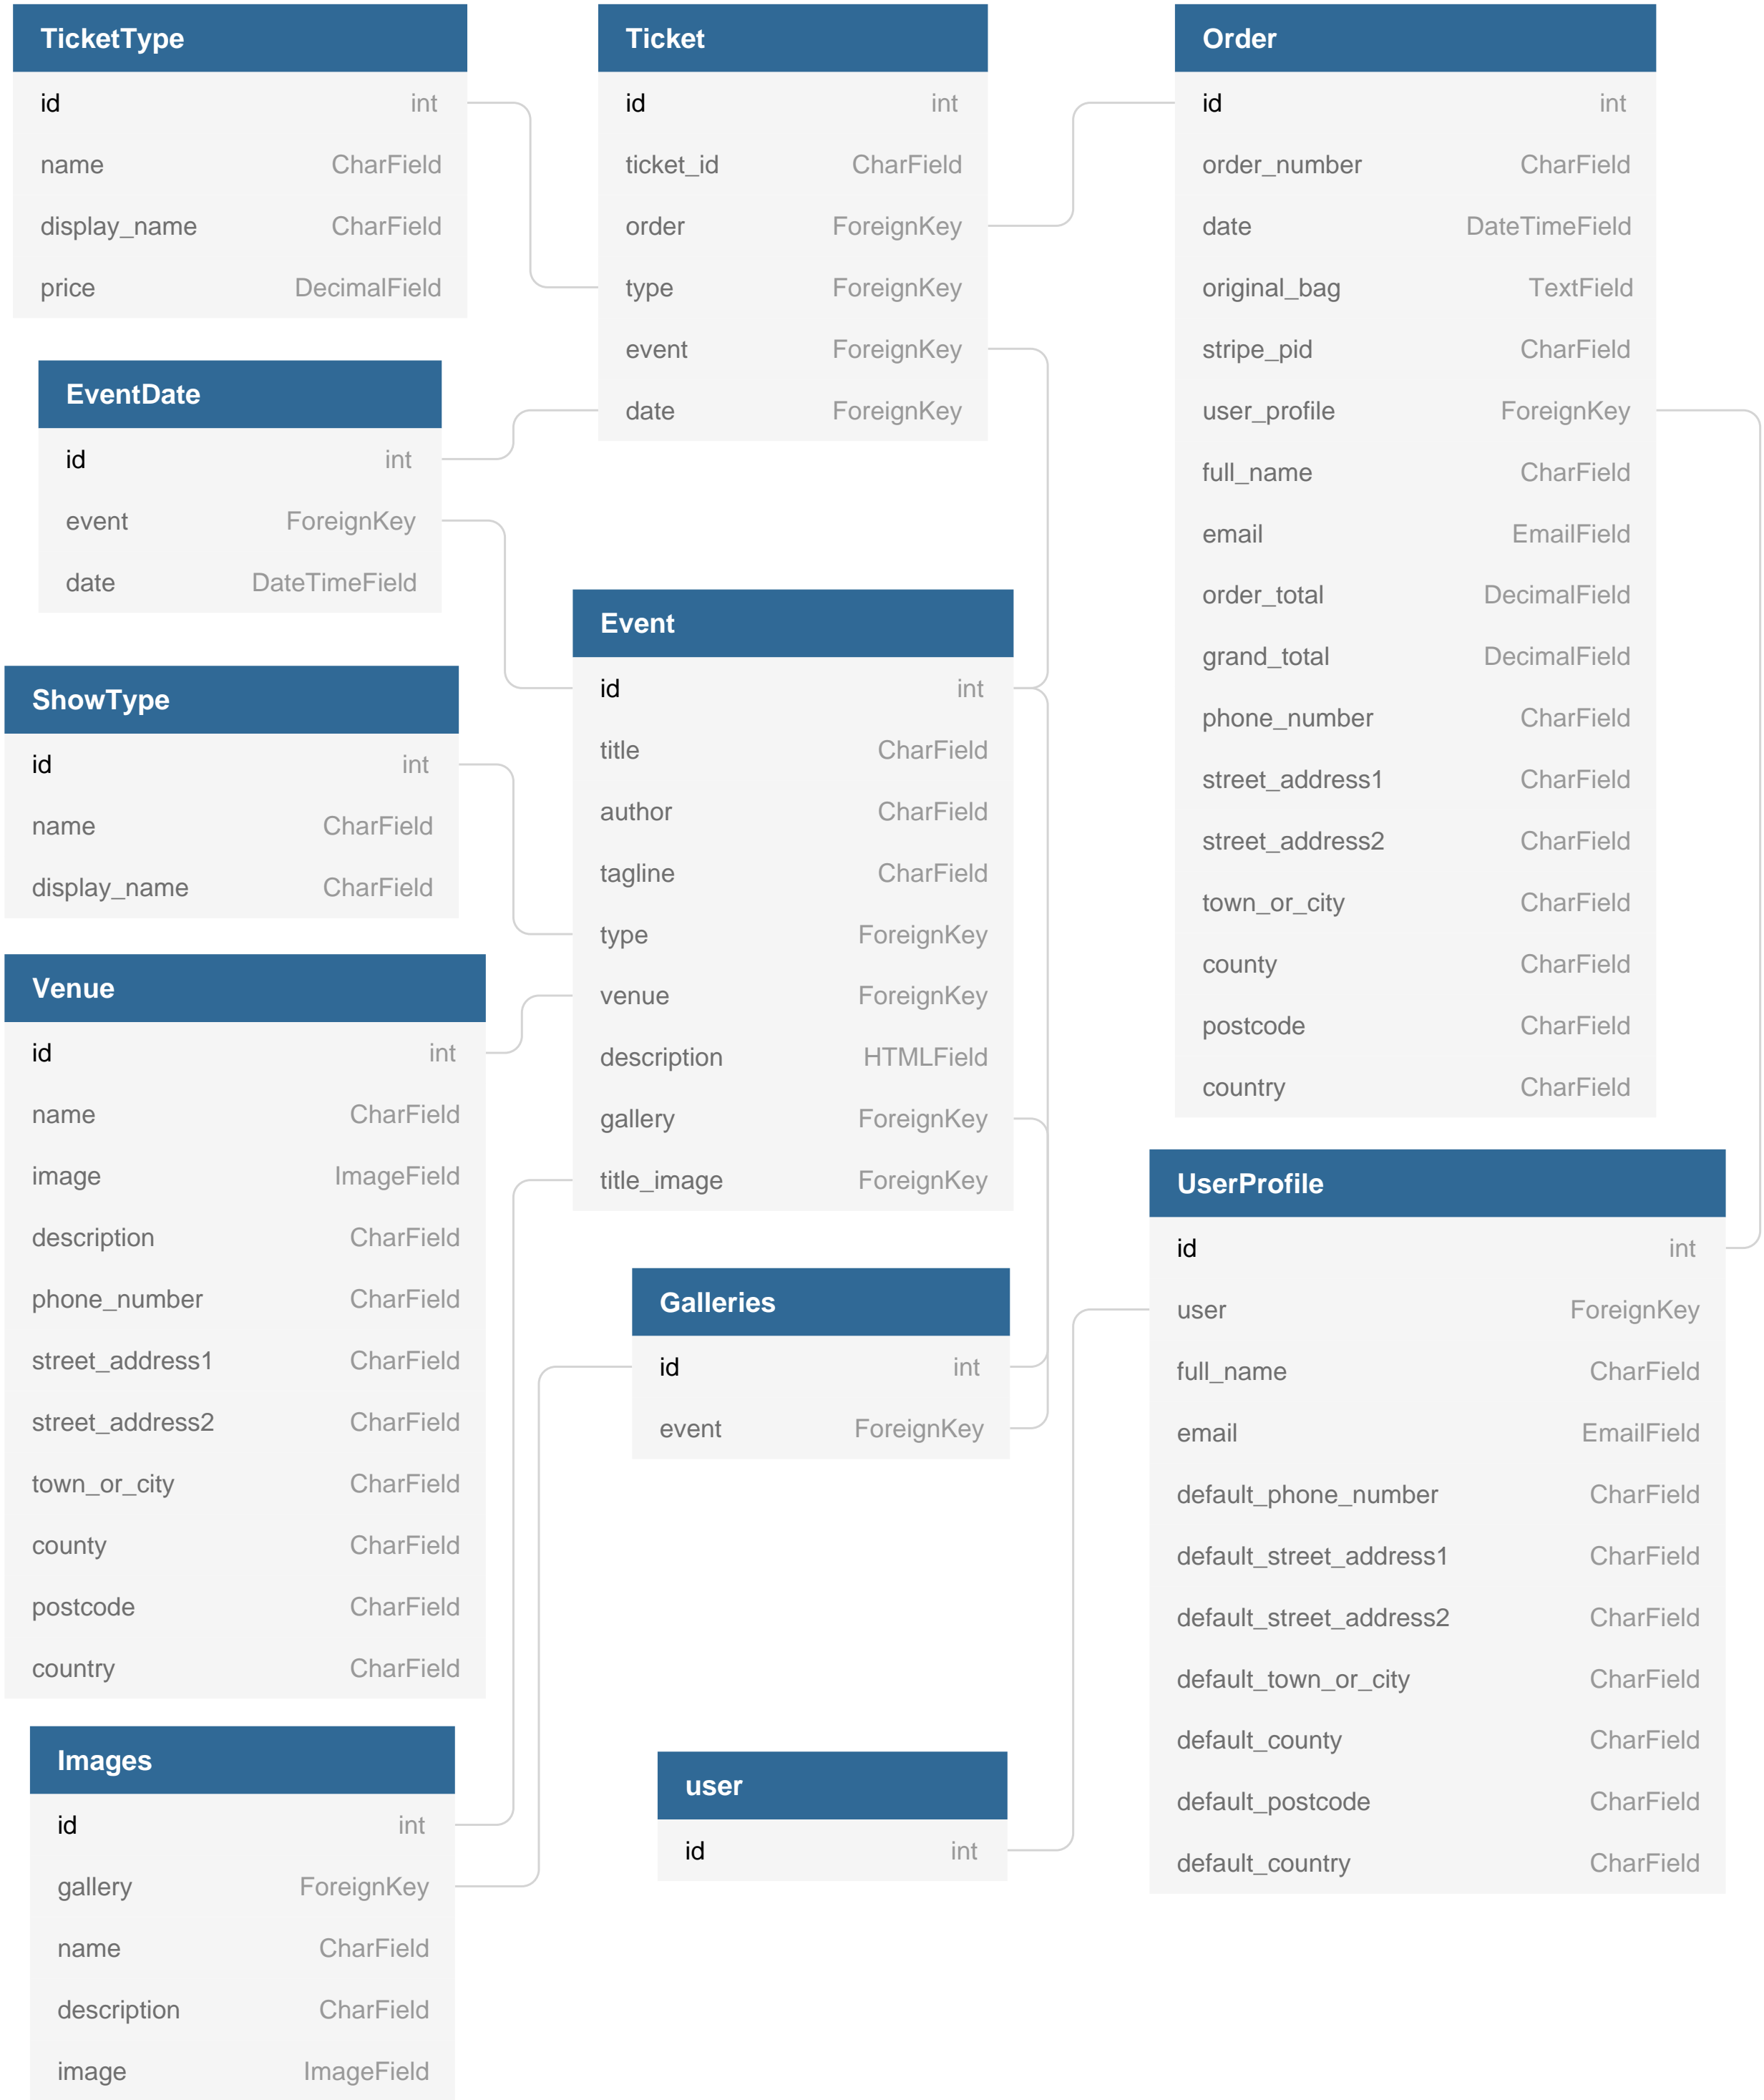 TicketType
id int
name CharField
display_name CharField
price DecimalField
Ticket
id int
ticket_id CharField
order ForeignKey
type ForeignKey
event ForeignKey
date ForeignKey
Order
id int
order_number CharField
date DateTimeField
original_bag TextField
stripe_pid CharField
user_profile ForeignKey
full_name CharField
email EmailField
order_total DecimalField
grand_total DecimalField
phone_number CharField
street_address1 CharField
street_address2 CharField
town_or_city CharField
county CharField
postcode CharField
country CharField
EventDate
id int
event ForeignKey
date DateTimeField
Event
id int
title CharField
author CharField
tagline CharField
type ForeignKey
venue ForeignKey
description HTMLField
gallery ForeignKey
title_image ForeignKey
ShowType
id int
name CharField
display_name CharField
Venue
id int
name CharField
image ImageField
description CharField
phone_number CharField
street_address1 CharField
street_address2 CharField
town_or_city CharField
county CharField
postcode CharField
country CharField
Galleries
id int
event ForeignKey
UserProfile
id int
user ForeignKey
full_name CharField
email EmailField
default_phone_number CharField
default_street_address1 CharField
default_street_address2 CharField
default_town_or_city CharField
default_county CharField
default_postcode CharField
default_country CharField
Images
id int
gallery ForeignKey
name CharField
description CharField
image ImageField
user
id int